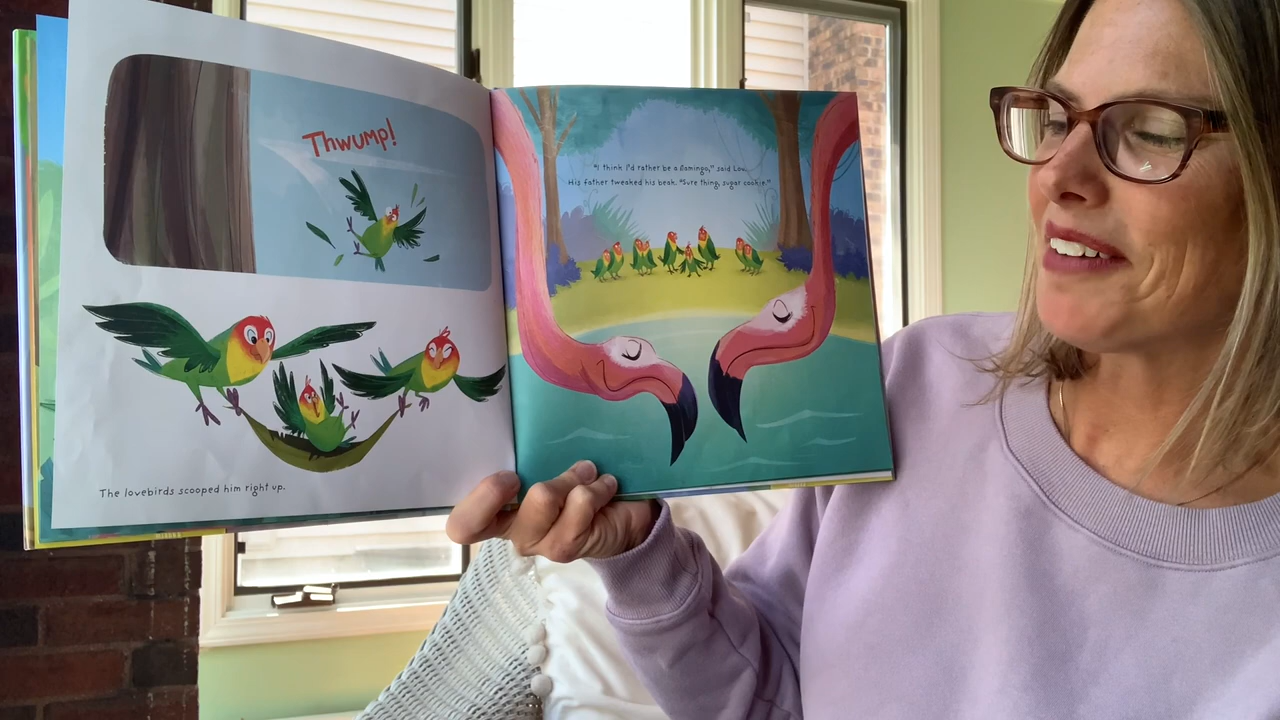 Thwump!
The lovebirds scooped him right up.
"I think I'd rather be a flamingo," said Lou.
His father tweaked his beak. "Sure thing, sugar cookie."